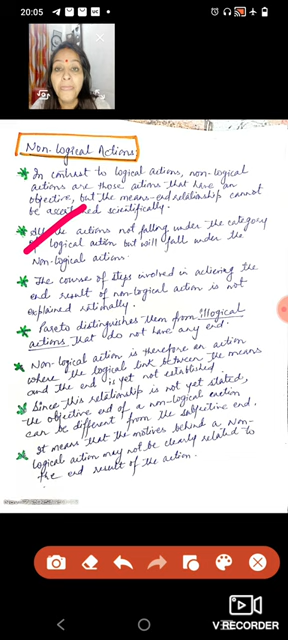 20:05
Non-logical Actions
In contrast to logical actions, non-logical
actions are those actions that have an
objective, but the means-end relationship cannot
be scientifically.
the actions not falling under the category
logical action but will fall under the
Non-logical actions.
The course of steps involved in achieving the
end result of non-logical action is not
explained rationally.
Pareto distinguishes them from illogical
actions that do not have any end.
Non-logical action is therefore an action
where the logical link between the means
and the end is yet not established.
Since this relationship is not yet stated,
the objective end of a non-logical action
can be different from the subjective end.
It means that the motives behind a Non-
logical action may not be clearly related to
the end result of the action.
V RECORDER